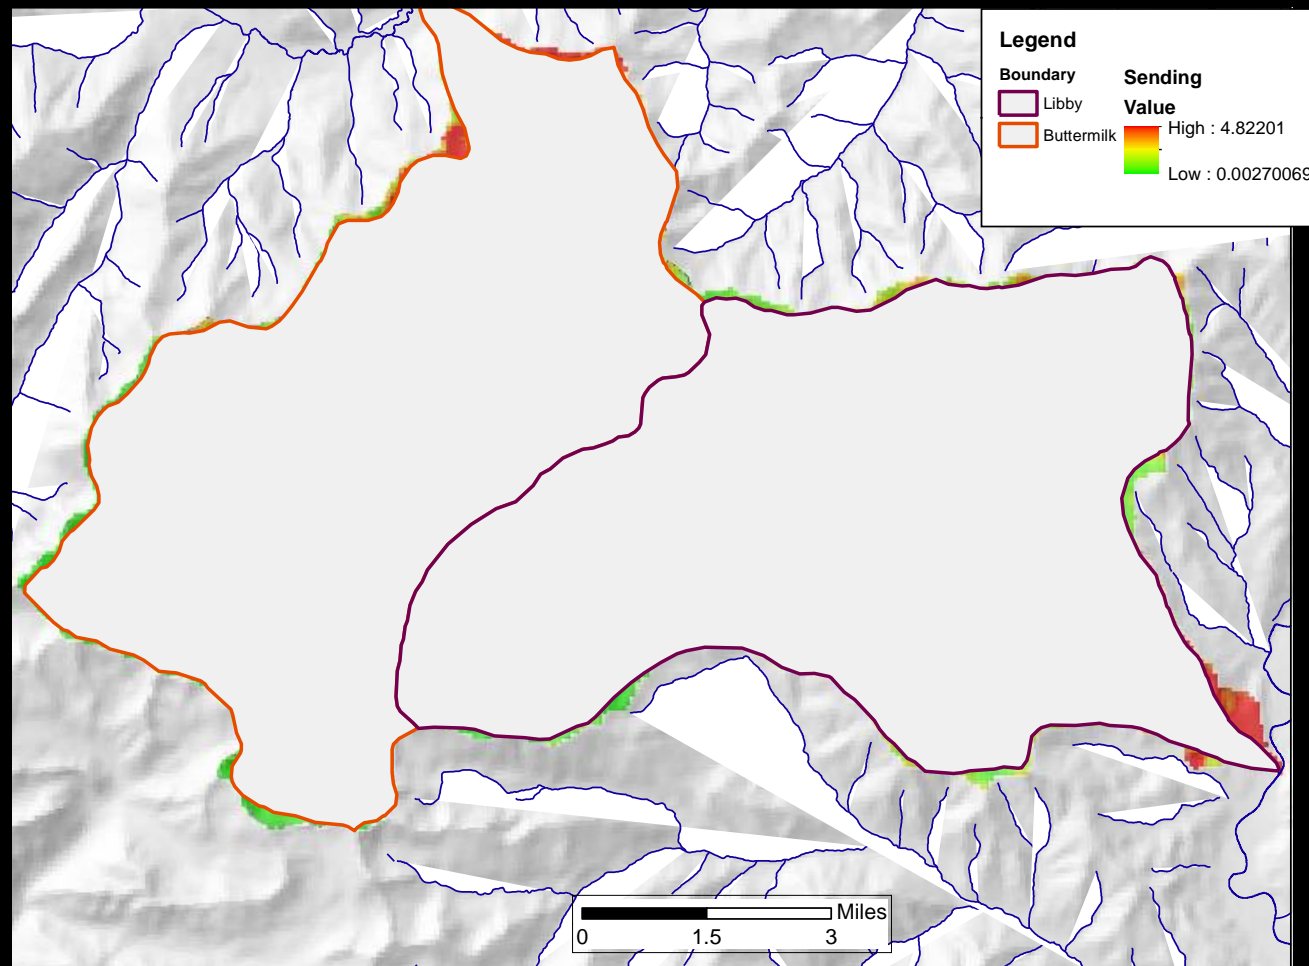 Legend
Boundary
Libby
Buttermilk
Sending
Value
High : 4.82201
Low : 0.00270069
Miles
0 1.5 3